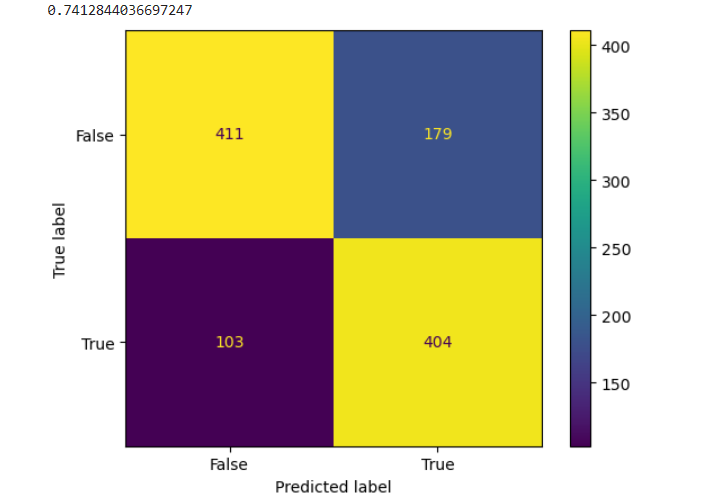 0.7412844036697247
400
False
411
179
350
300
True label
250
200
True
103
404
150
False
True
Predicted label